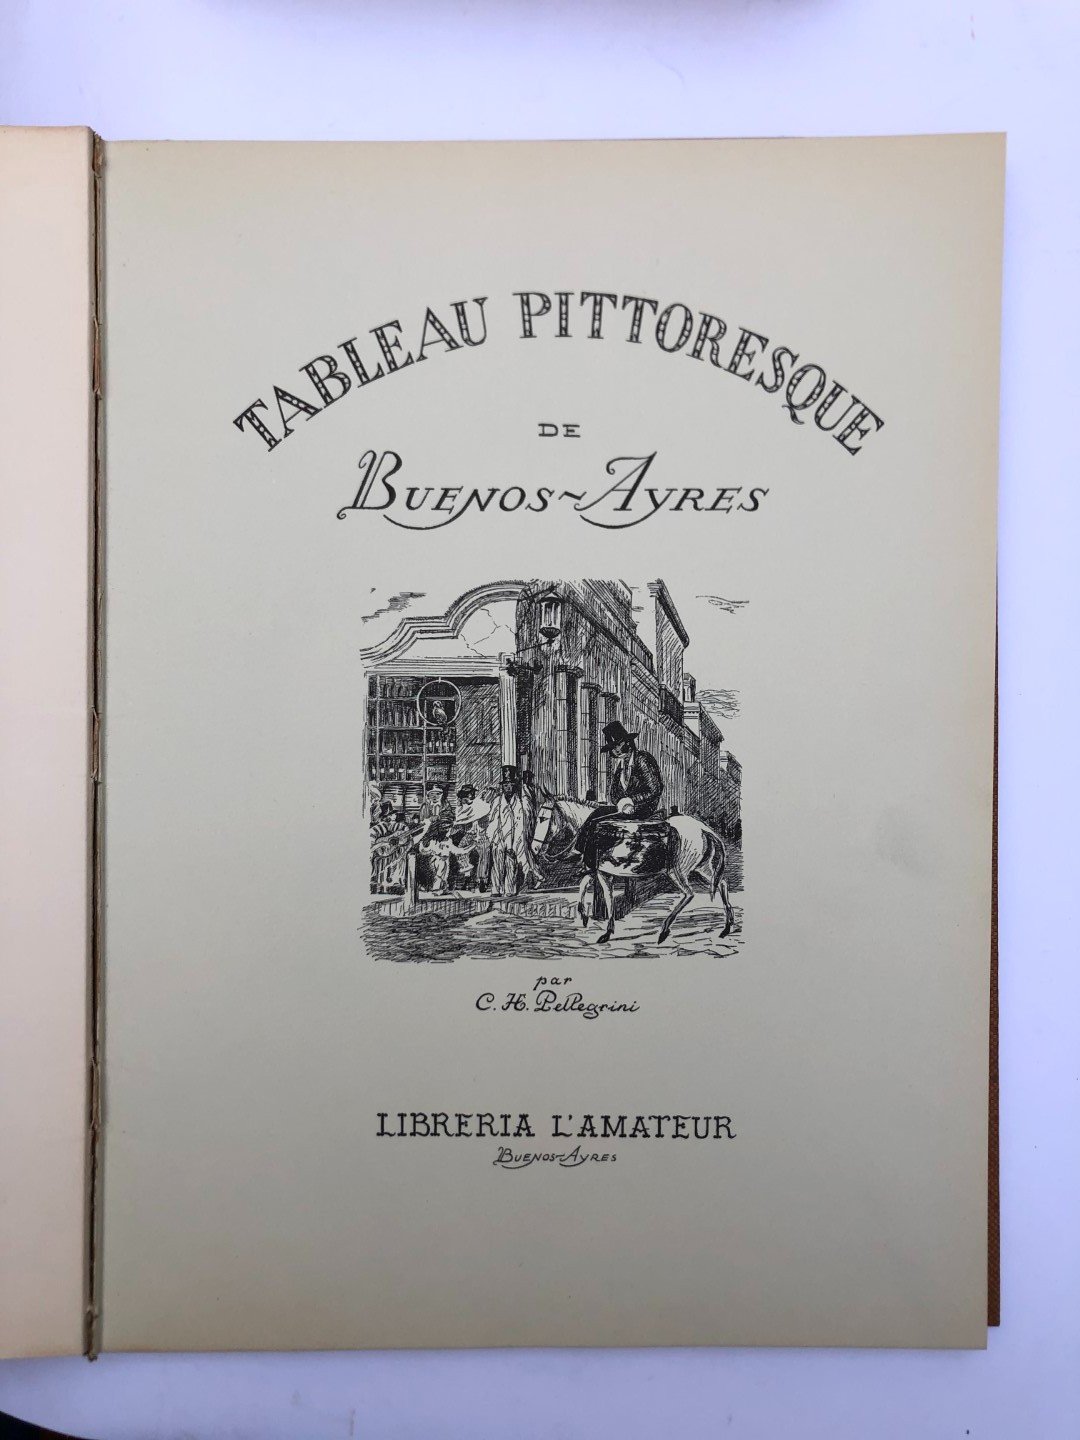 TABLEAU PITTORESQUE
DE
BUENOS~AYRES
par
C. H. Pellegrini
LIBRERIA L'AMATEUR
BUENOS~AYRES